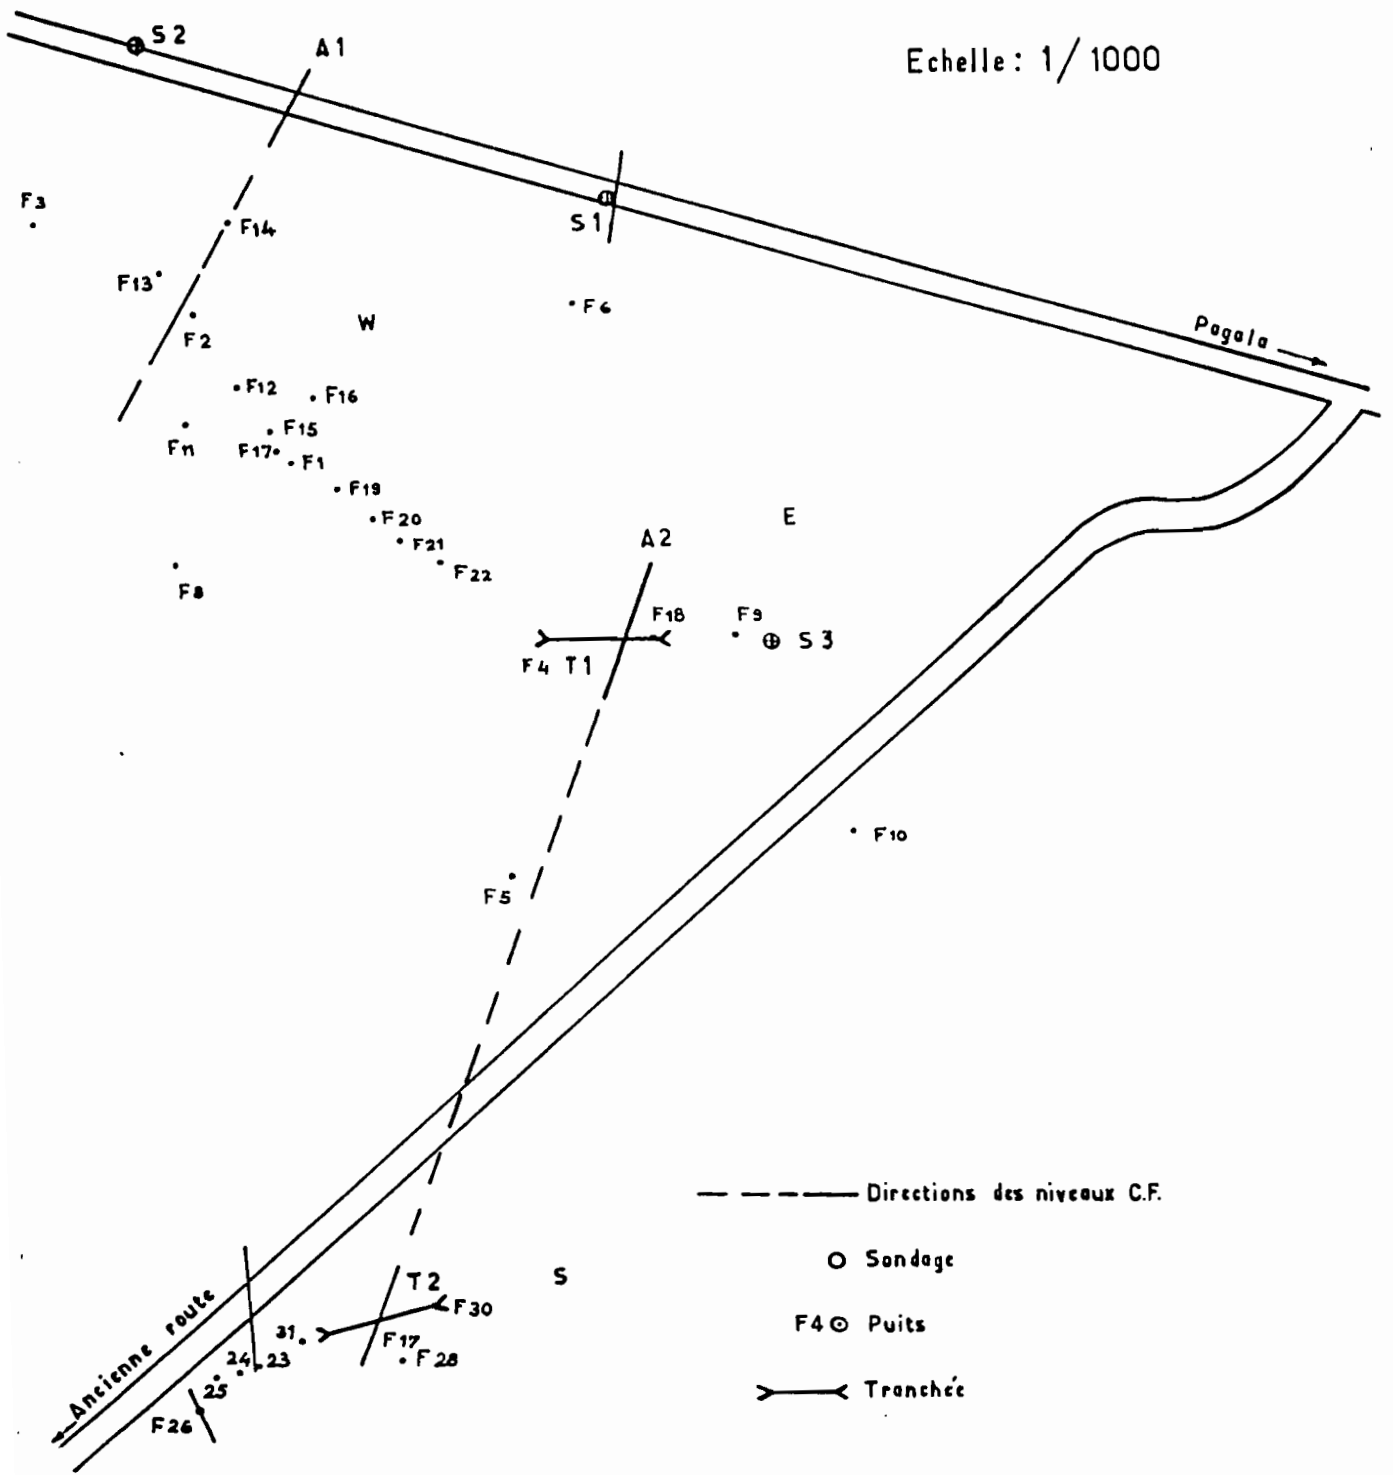 S2
A1
Echelle: 1/1000
F3
F14
S1
F13
F6
F2
W
Pagala
F12
F16
F15
F11
F17
F1
F19
F20
E
F21
A2
F22
F8
F18
F9
S3
F4 T1
F10
F5
Directions des niveaux C.F.
Sondage
S
T2
F30
Ancienne route
F4 Puits
31
F17
24 23
F28
25
Tranchée
F26